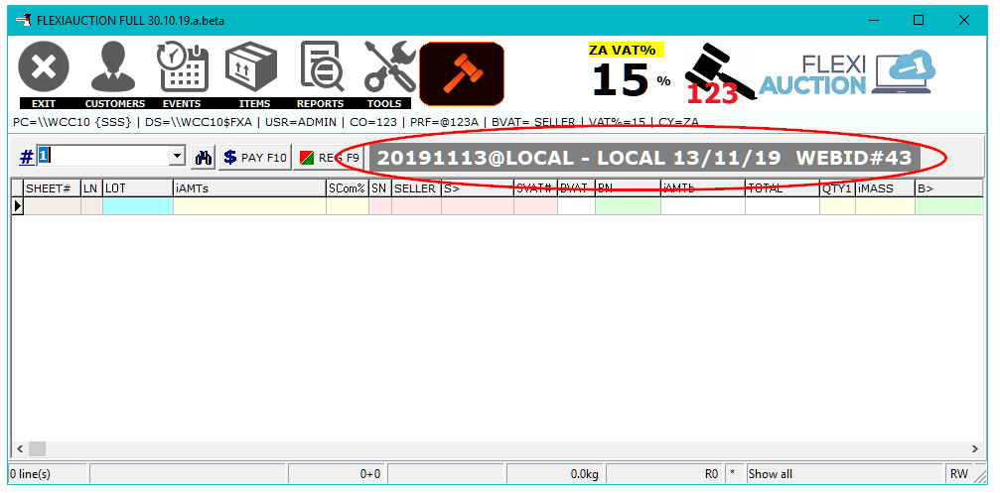 FLEXIAUCTION FULL 30.10.19.a.beta
EXIT CUSTOMERS EVENTS ITEMS REPORTS TOOLS
ZA VAT%
15 %
123
FLEXI
AUCTION
1
PC=\\WCC10 {SSS} | DS=\\WCC10$FXA | USR=ADMIN | CO=123 | PRF=@123A | BVAT= SELLER | VAT%=15 | CY=ZA
# 1 $ PAY F10 REG F9 20191113@LOCAL - LOCAL 13/11/19 WEBID#43
SHEET# LN LOT iAMTs SCom% SN SELLER S> SVAT# BVAT BN iAMTb TOTAL QTY1 iMASS B>
0 line(s) 0+0 0.0kg R0 * Show all RW